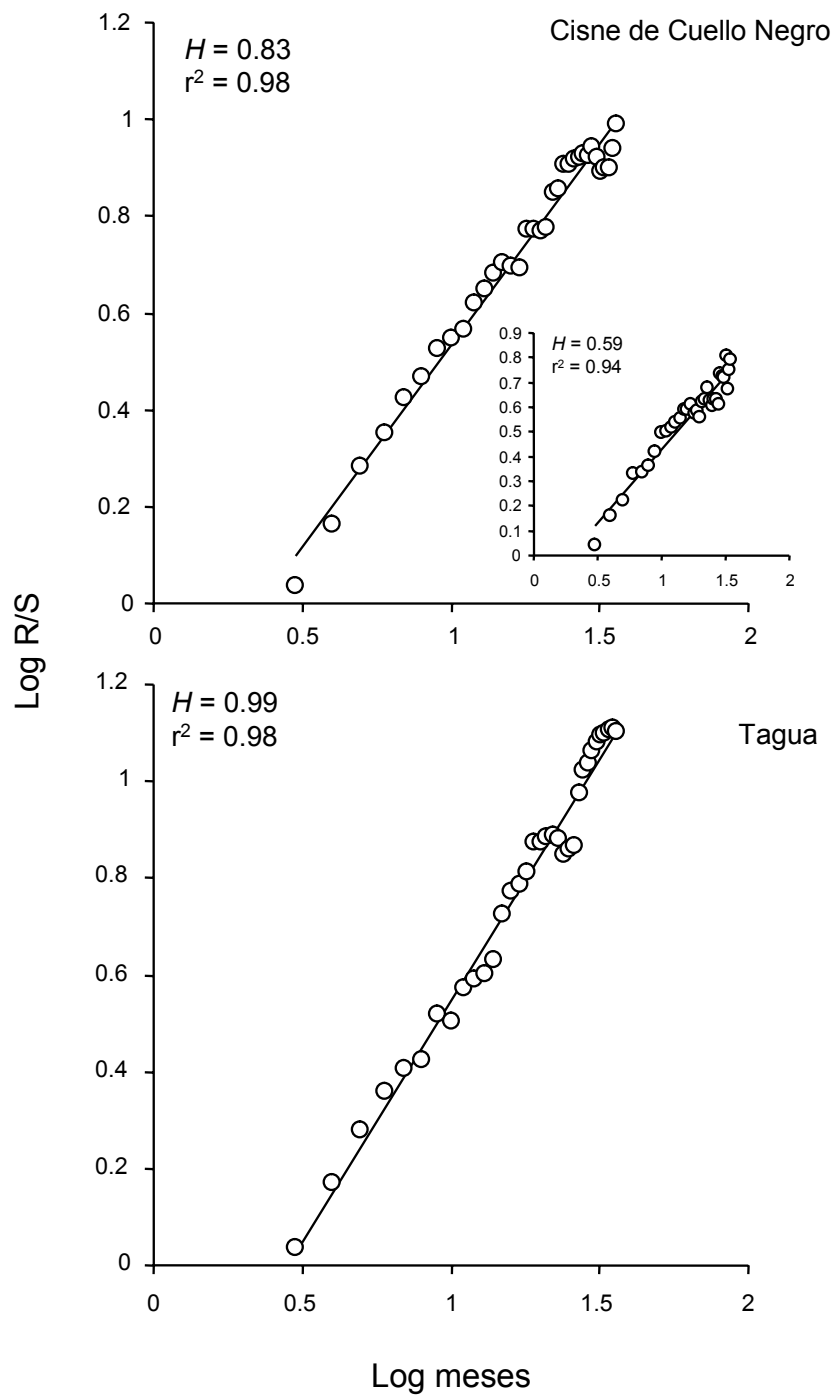 Cisne de Cuello Negro
H = 0.83
r² = 0.98
1.2
1
0.8
0.6
0.4
0.2
0
0 0.5 1 1.5 2
H = 0.59
r² = 0.94
0.9
0.8
0.7
0.6
0.5
0.4
0.3
0.2
0.1
0
0 0.5 1 1.5 2
Log R/S
Tagua
H = 0.99
r² = 0.98
1.2
1
0.8
0.6
0.4
0.2
0
0 0.5 1 1.5 2
Log meses